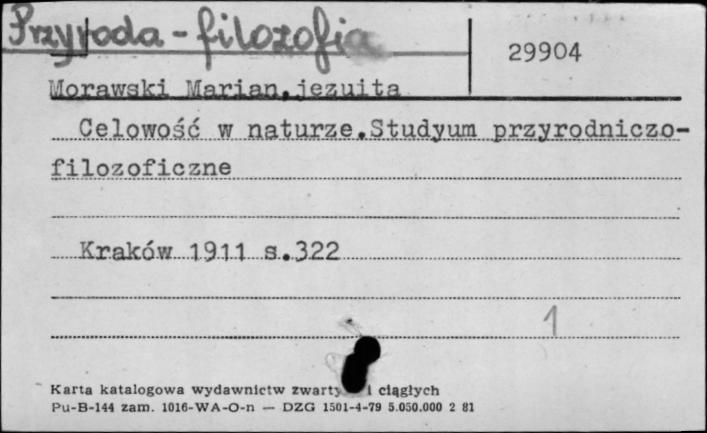 Przyroda - filozofia
29904
Morawski Marian, jezuita
Celowość w naturze. Studyum przyrodniczo-
filozoficzne
Kraków 1911 s.322
1
Karta katalogowa wydawnictw i ciągłych
Pu-B-144 zam. 1016-WA-O-n — DZG 1501-4-79 5.050.000 2 81